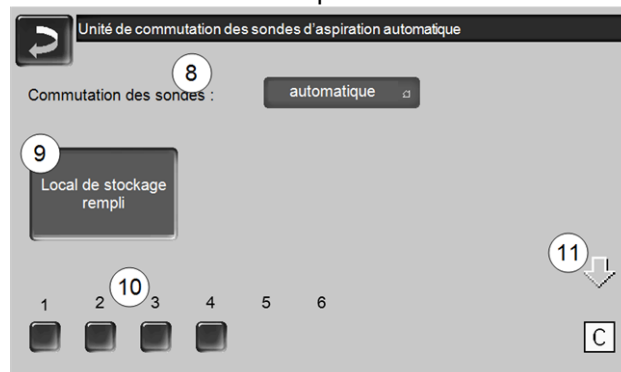 Unité de commutation des sondes d'aspiration automatique
8
Commutation des sondes :
automatique
9
Local de stockage
rempli
11
10
1 2 3 4 5 6
C